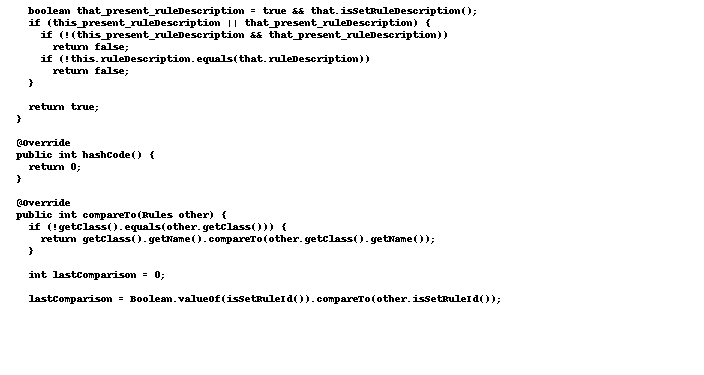 boolean that_present_ruleDescription = true && that.isSetRuleDescription();
if (this_present_ruleDescription || that_present_ruleDescription) {
if (!(this_present_ruleDescription && that_present_ruleDescription))
return false;
if (!this.ruleDescription.equals(that.ruleDescription))
return false;
}
return true;
}
@Override
public int hashCode() {
return 0;
}
@Override
public int compareTo(Rules other) {
if (!getClass().equals(other.getClass())) {
return getClass().getName().compareTo(other.getClass().getName());
}
int lastComparison = 0;
lastComparison = Boolean.valueOf(isSetRuleId()).compareTo(other.isSetRuleId());